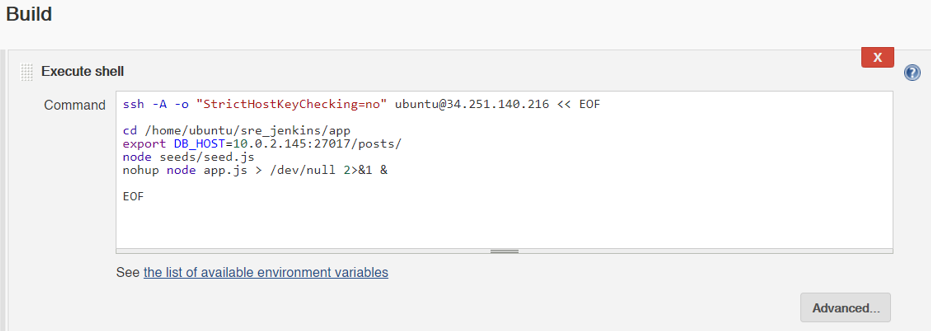 Build
X
Execute shell
?
Command
ssh -A -o "StrictHostKeyChecking=no" ubuntu@34.251.140.216 << EOF
cd /home/ubuntu/sre_jenkins/app
export DB_HOST=10.0.2.145:27017/posts/
node seeds/seed.js
nohup node app.js > /dev/null 2>&1 &
EOF
See the list of available environment variables
Advanced...